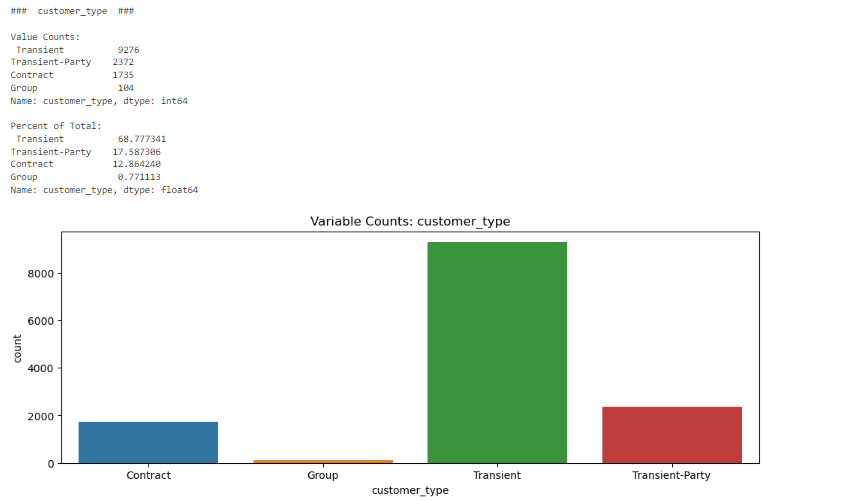 ###  customer_type  ###
Value Counts:
 Transient          9276
Transient-Party    2372
Contract           1735
Group               104
Name: customer_type, dtype: int64
Percent of Total:
 Transient          68.777341
Transient-Party    17.587306
Contract           12.864240
Group               0.771113
Name: customer_type, dtype: float64
Variable Counts: customer_type
8000
6000
4000
2000
0
count
Contract Group Transient Transient-Party
customer_type